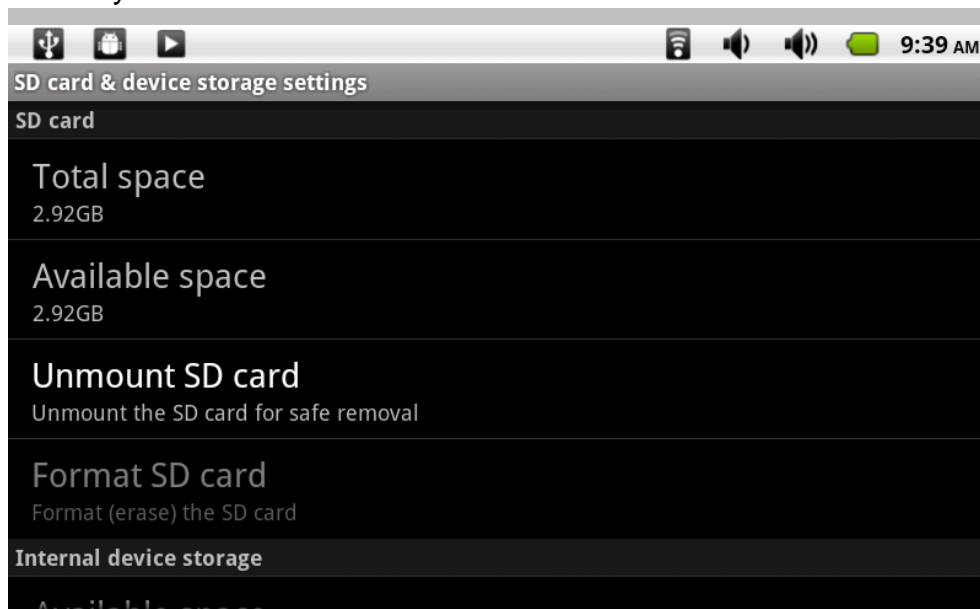 9:39 AM
SD card & device storage settings
SD card
Total space
2.92GB
Available space
2.92GB
Unmount SD card
Unmount the SD card for safe removal
Format SD card
Format (erase) the SD card
Internal device storage
Available space